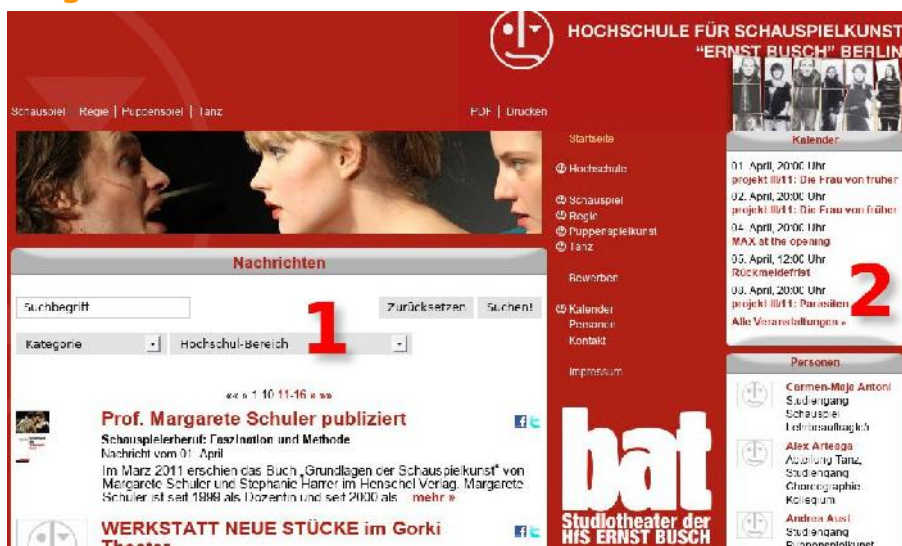 HOCHSCHULE FÜR SCHAUSPIELKUNST
"ERNST BUSCH" BERLIN
Schauspiel | Regie | Puppenspiel | Tanz
PDF | Drucken
Nachrichten
Suchbegriff
Zurücksetzen
Suchen!
1
Kategorie
Hochschul-Bereich
«« « 1-10 11-16 » »»
Prof. Margarete Schuler publiziert
Schauspielerberuf: Faszination und Methode
Nachricht vom 01. April
Im März 2011 erschien das Buch „Grundlagen der Schauspielkunst" von
Margarete Schuler und Stephanie Harrer im Henschel Verlag. Margarete
Schuler ist seit 1999 als Dozentin und seit 2000 als mehr »
WERKSTATT NEUE STÜCKE im Gorki
Theater
Startseite
Hochschule
Schauspiel
Regie
Puppenspielkunst
Tanz
Bewerben
Kalender
Personen
Kontakt
Impressum
bat
Studiotheater der
HfS ERNST BUSCH
Kalender
01. April, 20:00 Uhr
projekt III/11: Die Frau von früher
02. April, 20:00 Uhr
projekt III/11: Die Frau von früher
04. April, 20:00 Uhr
MAX at the opening
05. April, 12:00 Uhr
Rückmeldefrist
08. April, 20:00 Uhr
projekt III/11: Parasiten
Alle Veranstaltungen »
2
Personen
Carmen-Maja Antoni
Studiengang
Schauspiel
Lehrbeauftragte/r
Alex Arteaga
Abteilung Tanz,
Studiengang
Choreographie,
Kollegium
Andrea Aust
Studiengang
Puppenspielkunst